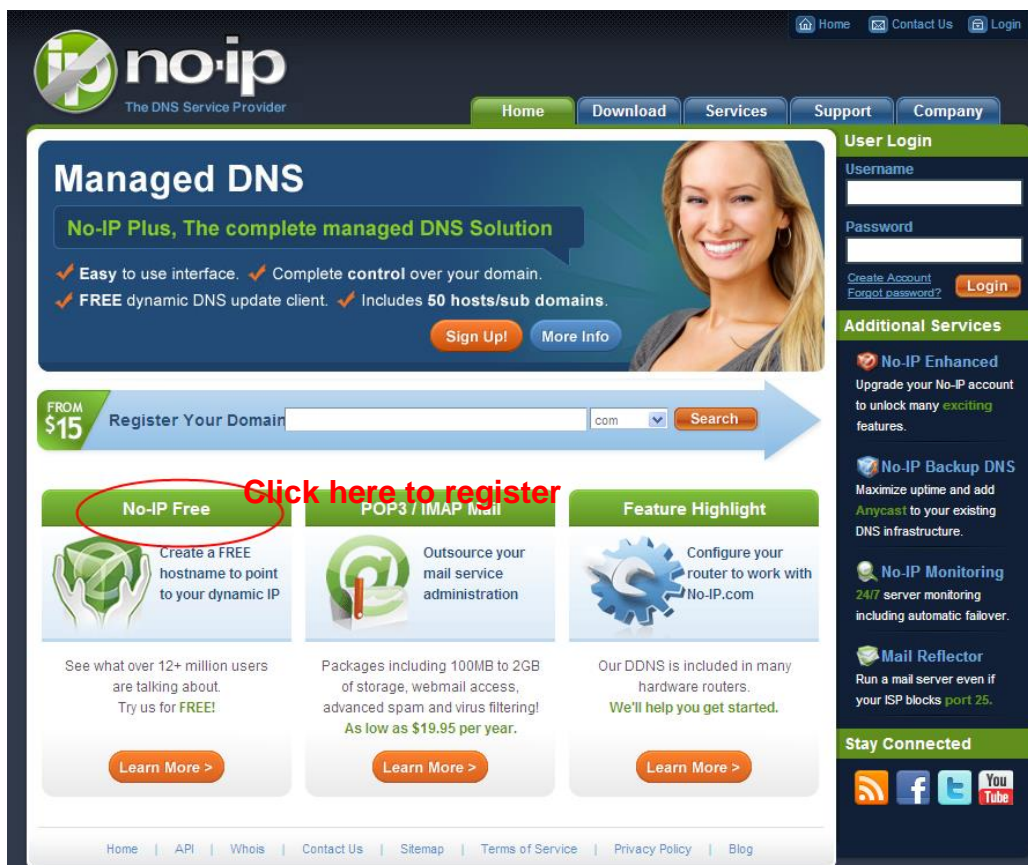 Home Contact Us Login
ip no-ip
The DNS Service Provider
Home Download Services Support Company
Managed DNS
No-IP Plus, The complete managed DNS Solution
Easy to use interface. Complete control over your domain.
FREE dynamic DNS update client. Includes 50 hosts/sub domains.
Sign Up! More Info
FROM
$15
Register Your Domain
com
Search
Click here to register
No-IP Free
Create a FREE
hostname to point
to your dynamic IP
See what over 12+ million users
are talking about.
Try us for FREE!
Learn More >
POP3 / IMAP Mail
Outsource your
mail service
administration
Packages including 100MB to 2GB
of storage, webmail access,
advanced spam and virus filtering!
As low as $19.95 per year.
Learn More >
Feature Highlight
Configure your
router to work with
No-IP.com
Our DDNS is included in many
hardware routers.
We'll help you get started.
Learn More >
User Login
Username
Password
Create Account
Forgot password?
Login
Additional Services
No-IP Enhanced
Upgrade your No-IP account
to unlock many exciting
features.
No-IP Backup DNS
Maximize uptime and add
Anycast to your existing
DNS infrastructure.
No-IP Monitoring
24/7 server monitoring
including automatic failover.
Mail Reflector
Run a mail server even if
your ISP blocks port 25.
Stay Connected
f t You
Tube
Home | API | Whois | Contact Us | Sitemap | Terms of Service | Privacy Policy | Blog